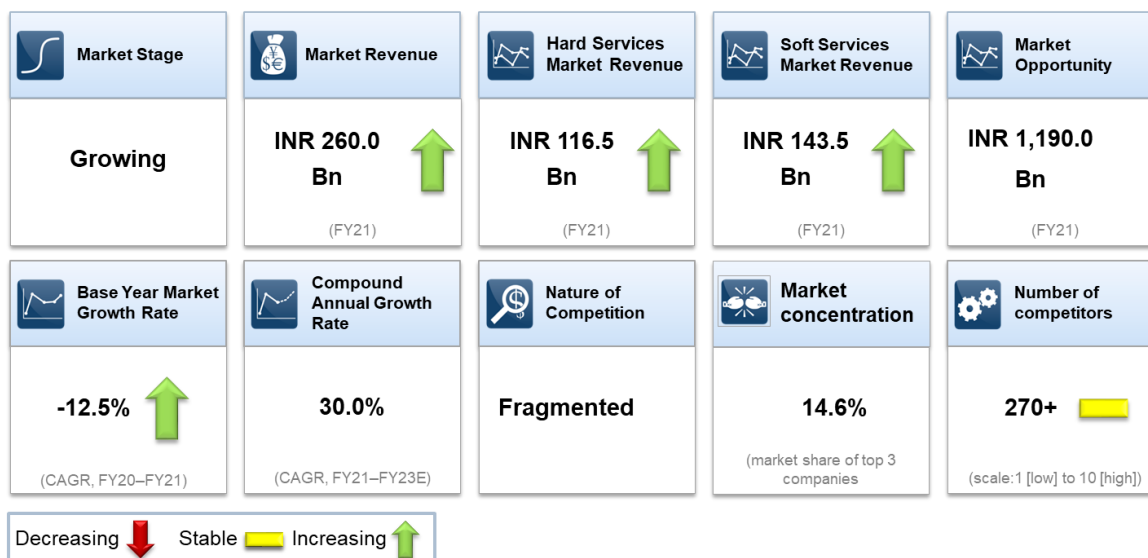 Market Stage
Growing
Market Revenue
INR 260.0
Bn
(FY21)
Hard Services
Market Revenue
INR 116.5
Bn
(FY21)
Soft Services
Market Revenue
INR 143.5
Bn
(FY21)
Market
Opportunity
INR 1,190.0
Bn
(FY21)
Base Year Market
Growth Rate
-12.5%
(CAGR, FY20–FY21)
Compound
Annual Growth
Rate
30.0%
(CAGR, FY21–FY23E)
Nature of
Competition
Fragmented
Market
concentration
14.6%
(market share of top 3
companies
Number of
competitors
270+
(scale:1 [low] to 10 [high])
Decreasing Stable Increasing